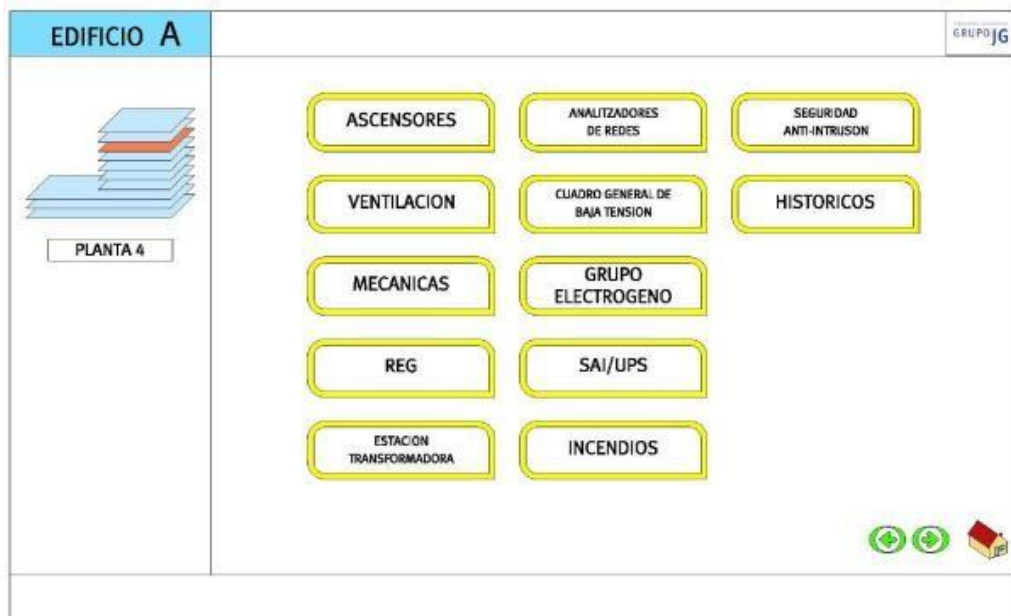 EDIFICIO A
GRUPO JG
PLANTA 4
ASCENSORES
ANALITZADORES
DE REDES
SEGURIDAD
ANTI-INTRUSON
VENTILACION
CUADRO GENERAL DE
BAJA TENSION
HISTORICOS
MECANICAS
GRUPO
ELECTROGENO
REG
SAI/UPS
ESTACION
TRANSFORMADORA
INCENDIOS